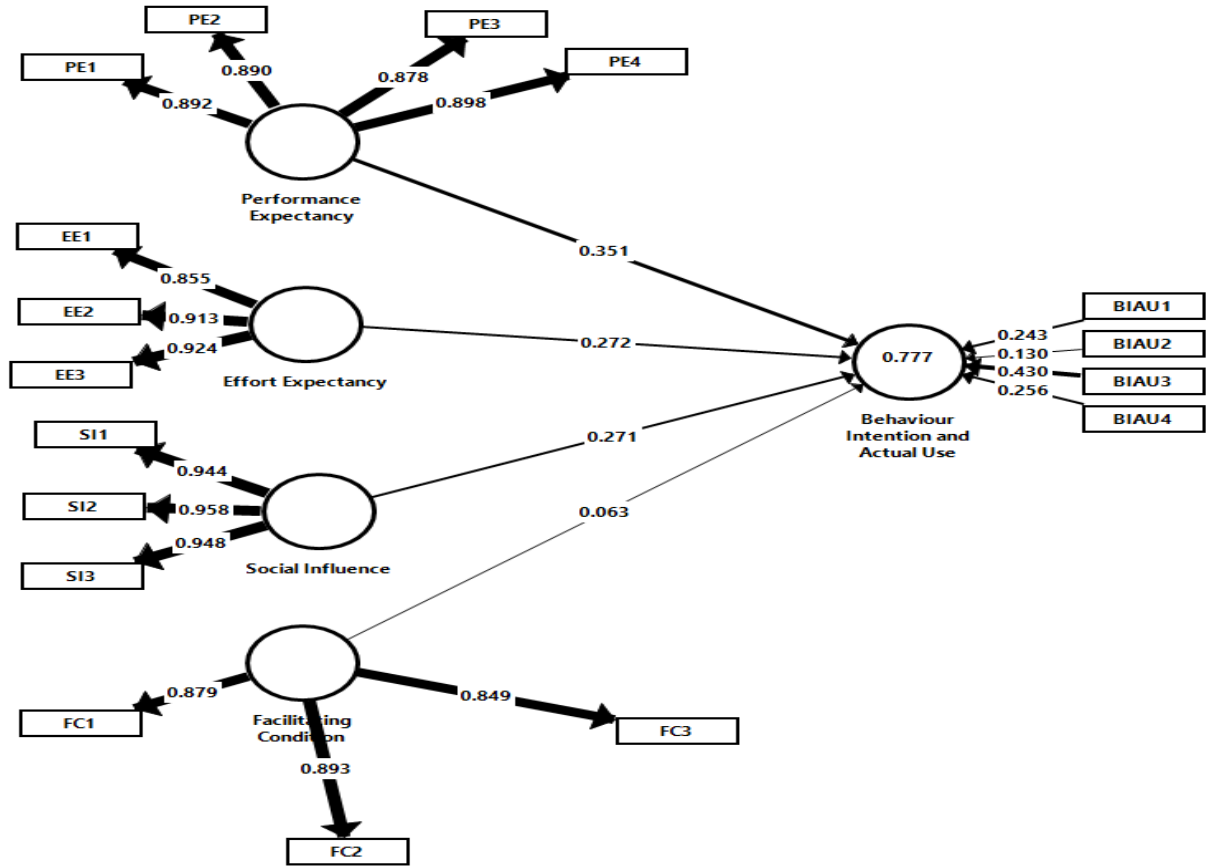 PE2
PE3
PE1
PE4
0.890
0.878
0.892
0.898
Performance
Expectancy
EE1
0.855
EE2
0.913
0.924
EE3
Effort Expectancy
SI1
0.944
SI2
0.958
0.948
SI3
Social Influence
0.879
FC1
Facilitating
Condition
0.849
FC3
0.893
FC2
0.351
0.272
0.271
0.063
0.777
Behaviour
Intention and
Actual Use
0.243
0.130
0.430
0.256
BIAU1
BIAU2
BIAU3
BIAU4